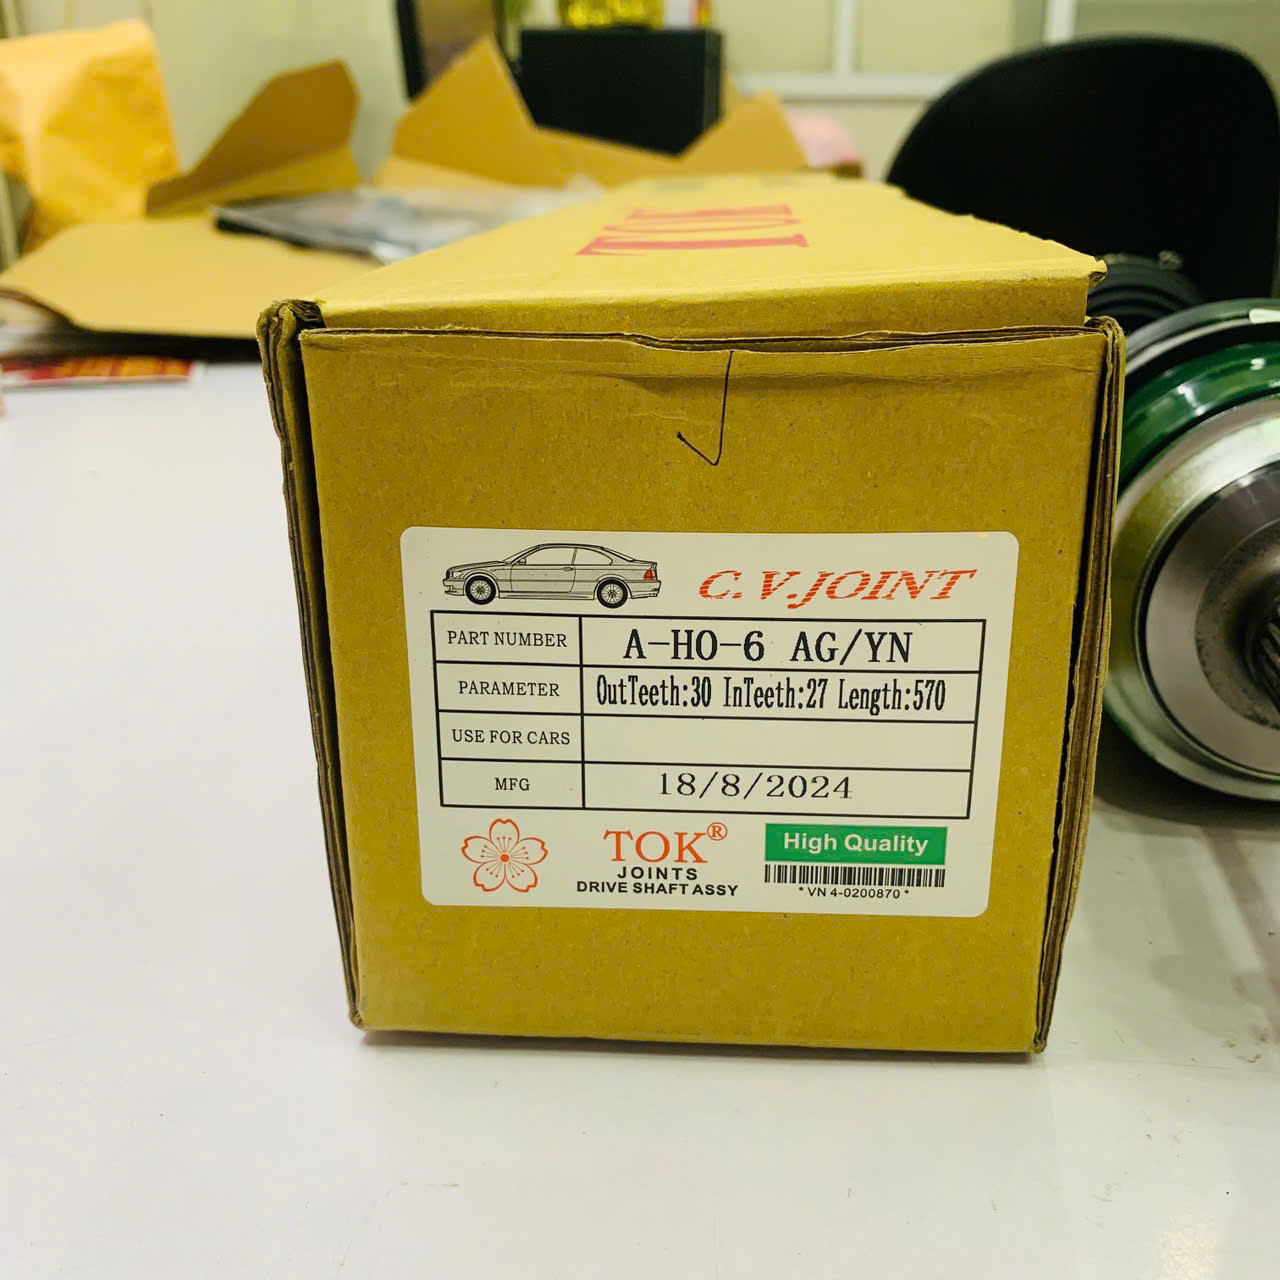 TOK
C.V.JOINT
PART NUMBER A-HO-6 AG/YN
PARAMETER OutTeeth:30 InTeeth:27 Length:570
USE FOR CARS
MFG 18/8/2024
TOK®
JOINTS
DRIVE SHAFT ASSY
High Quality
* VN 4-0200870 *